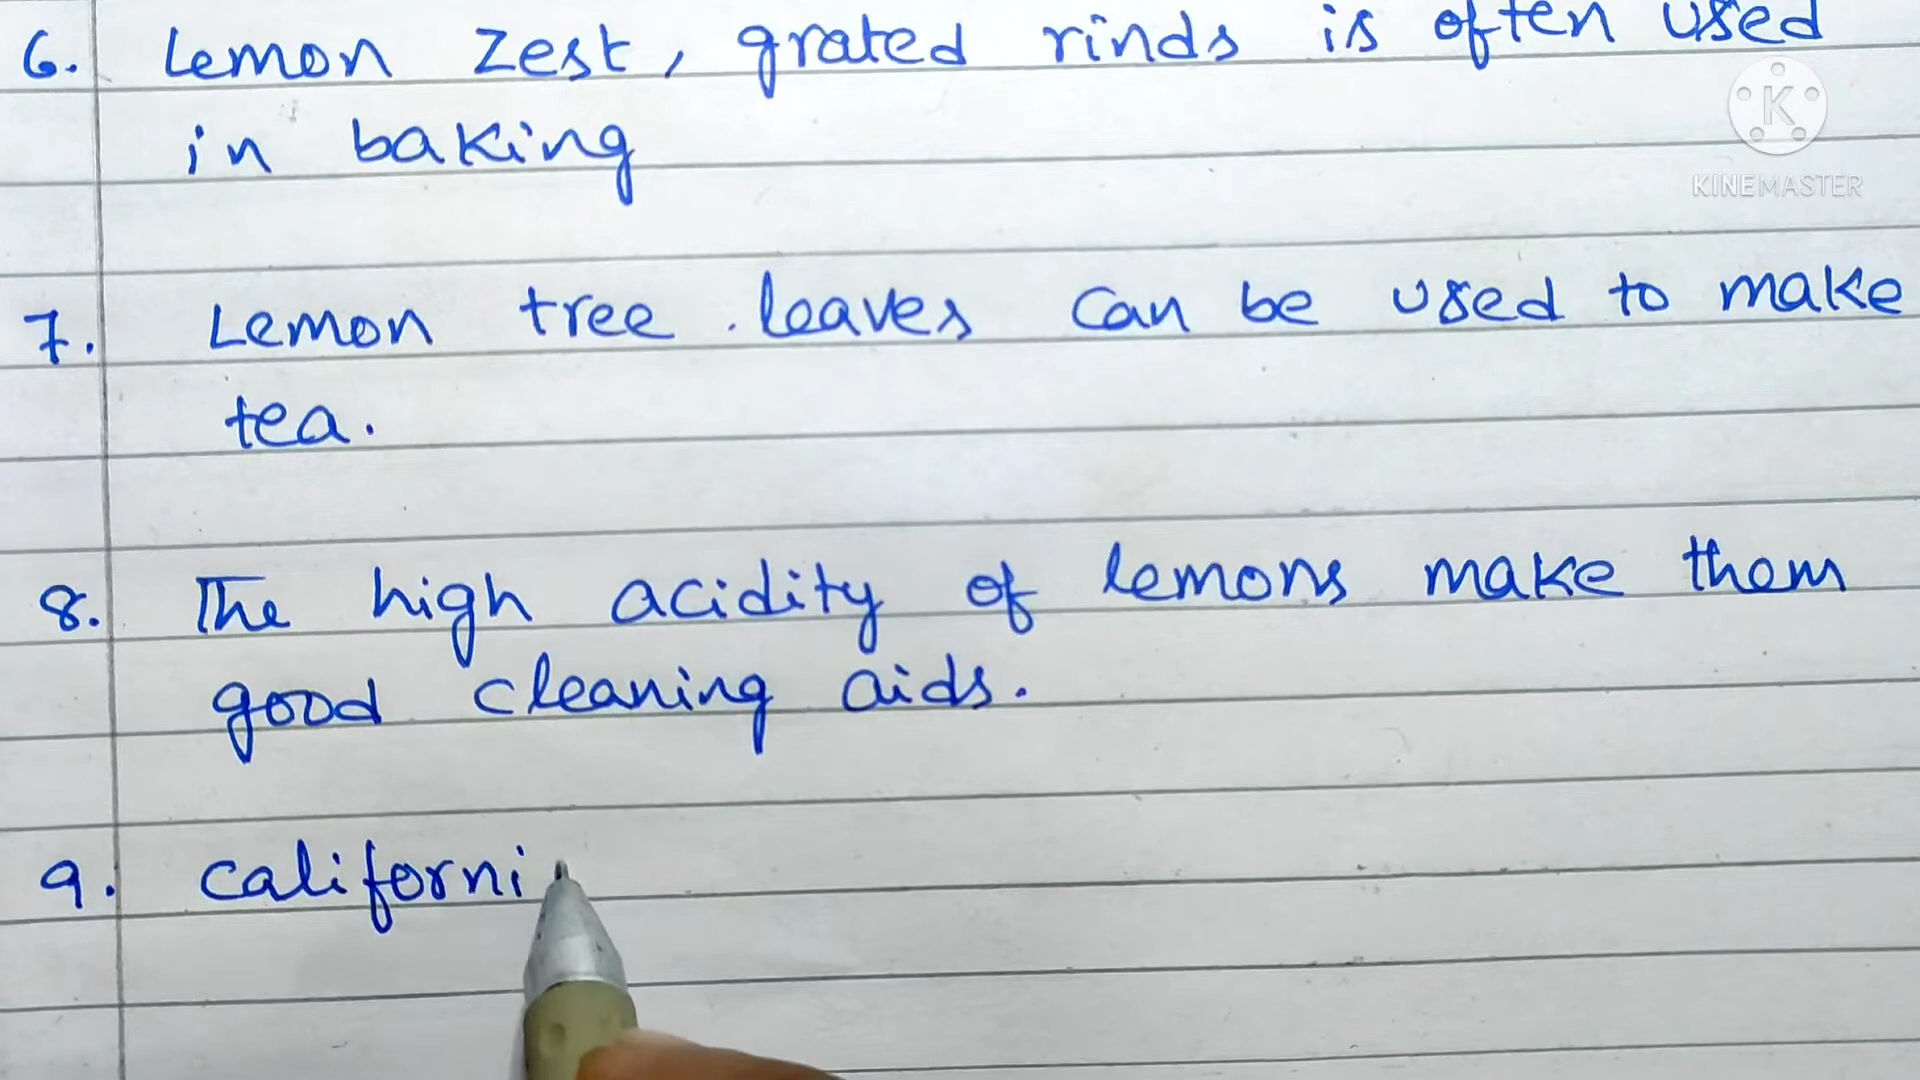 6. Lemon zest, grated rinds is often used
in baking
KINEMASTER
7. Lemon tree leaves can be used to make
tea.
8. The high acidity of lemons make them
good cleaning aids.
9. californi